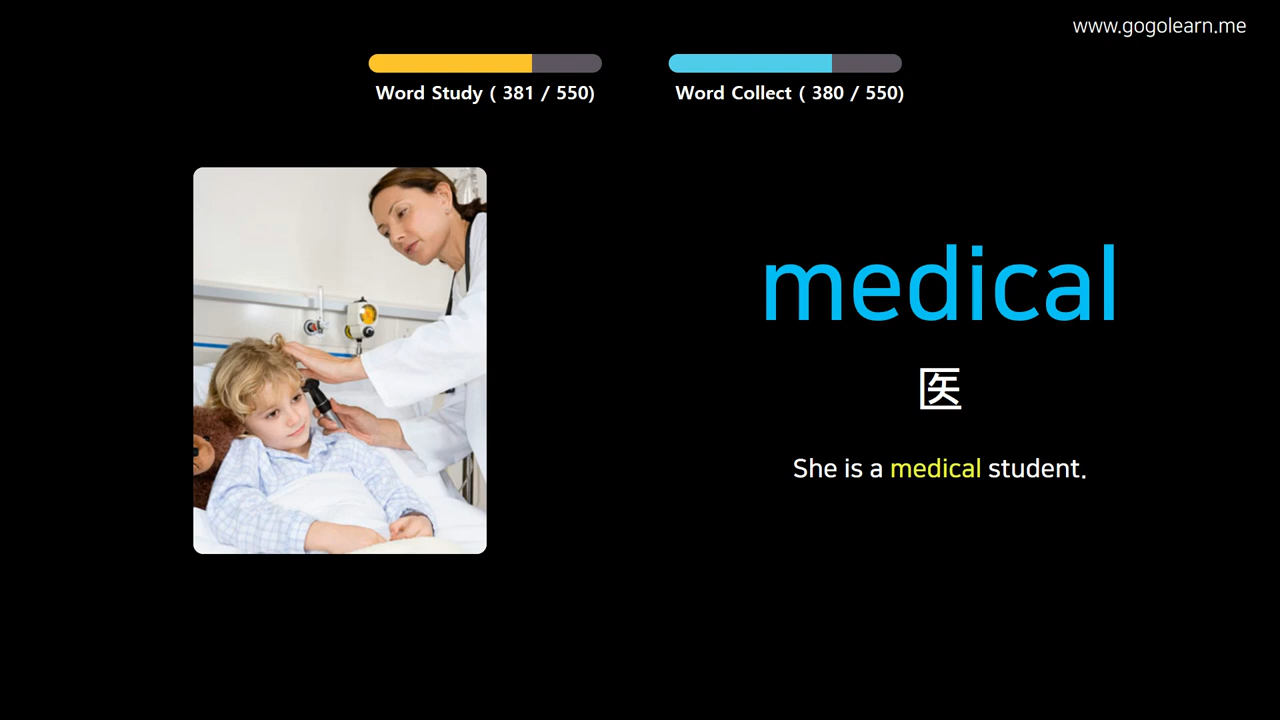 www.gogolearn.me
Word Study ( 381 / 550)
Word Collect ( 380 / 550)
medical
医
She is a medical student.